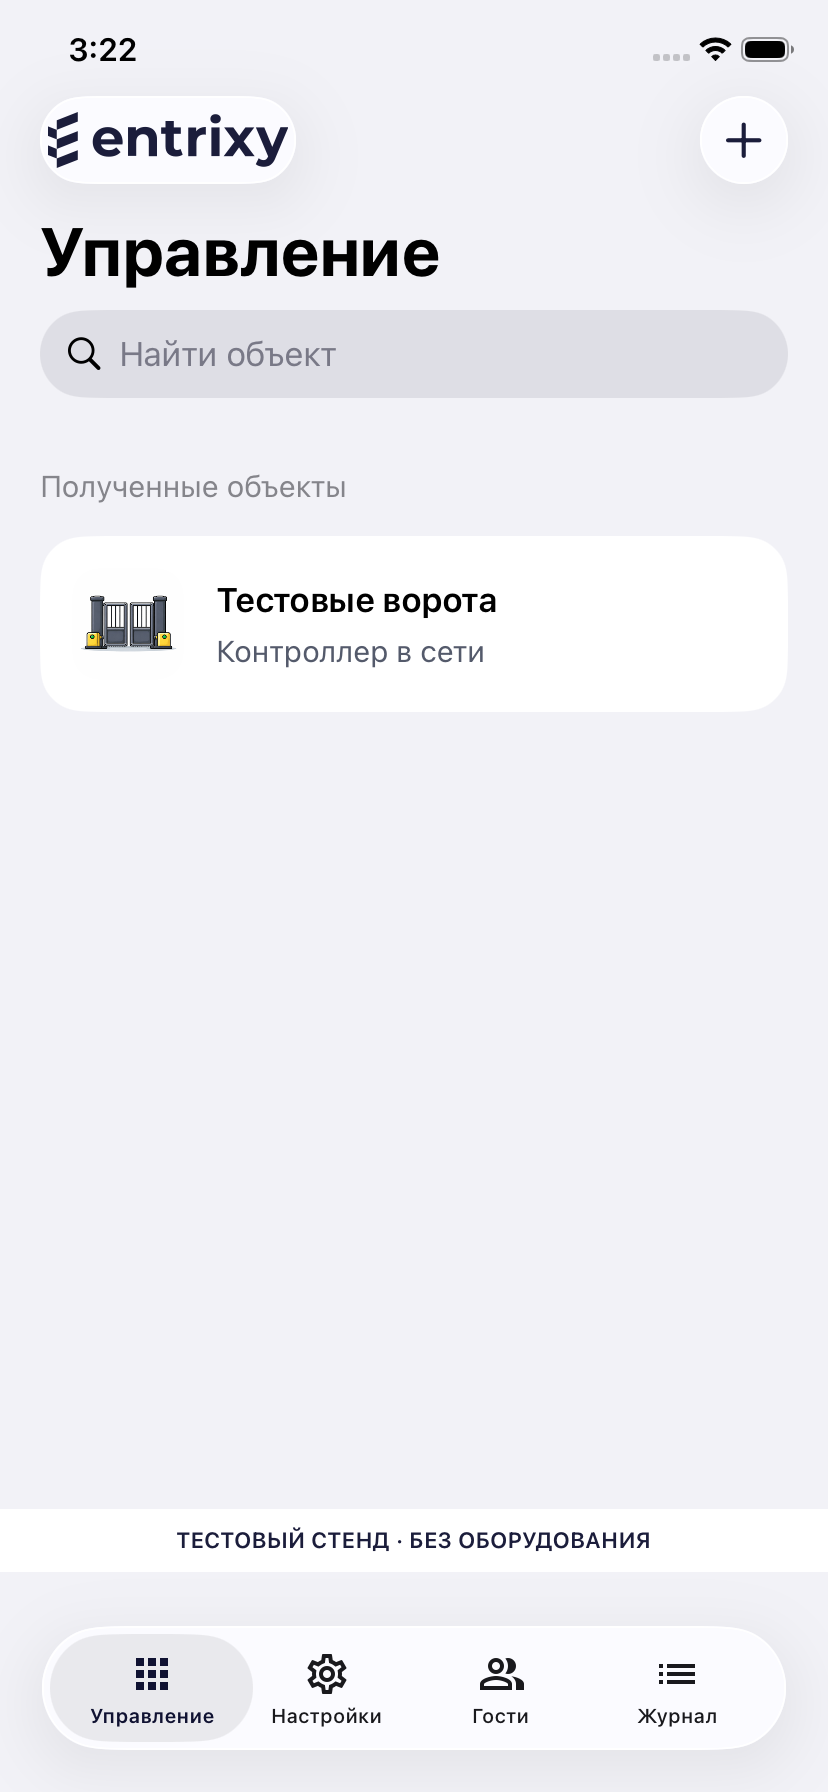 3:22
entrixy
Управление
Найти объект
Полученные объекты
Тестовые ворота
Контроллер в сети
ТЕСТОВЫЙ СТЕНД · БЕЗ ОБОРУДОВАНИЯ
Управление
Настройки
Гости
Журнал